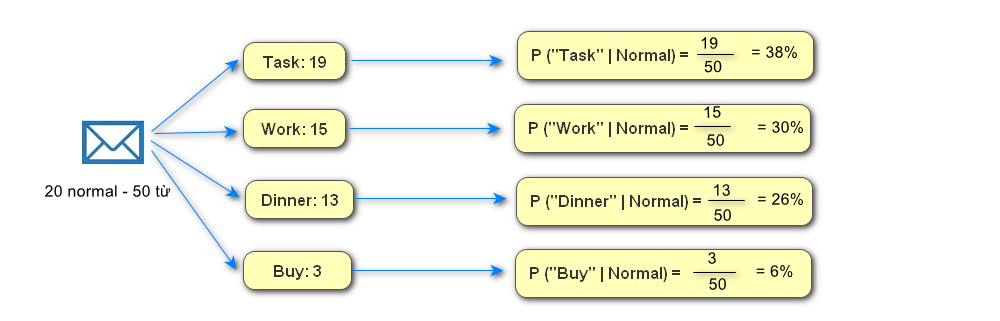 Task: 19
P ("Task" | Normal) = 19/50 = 38%
Work: 15
P ("Work" | Normal) = 15/50 = 30%
20 normal - 50 từ
Dinner: 13
P ("Dinner" | Normal) = 13/50 = 26%
Buy: 3
P ("Buy" | Normal) = 3/50 = 6%